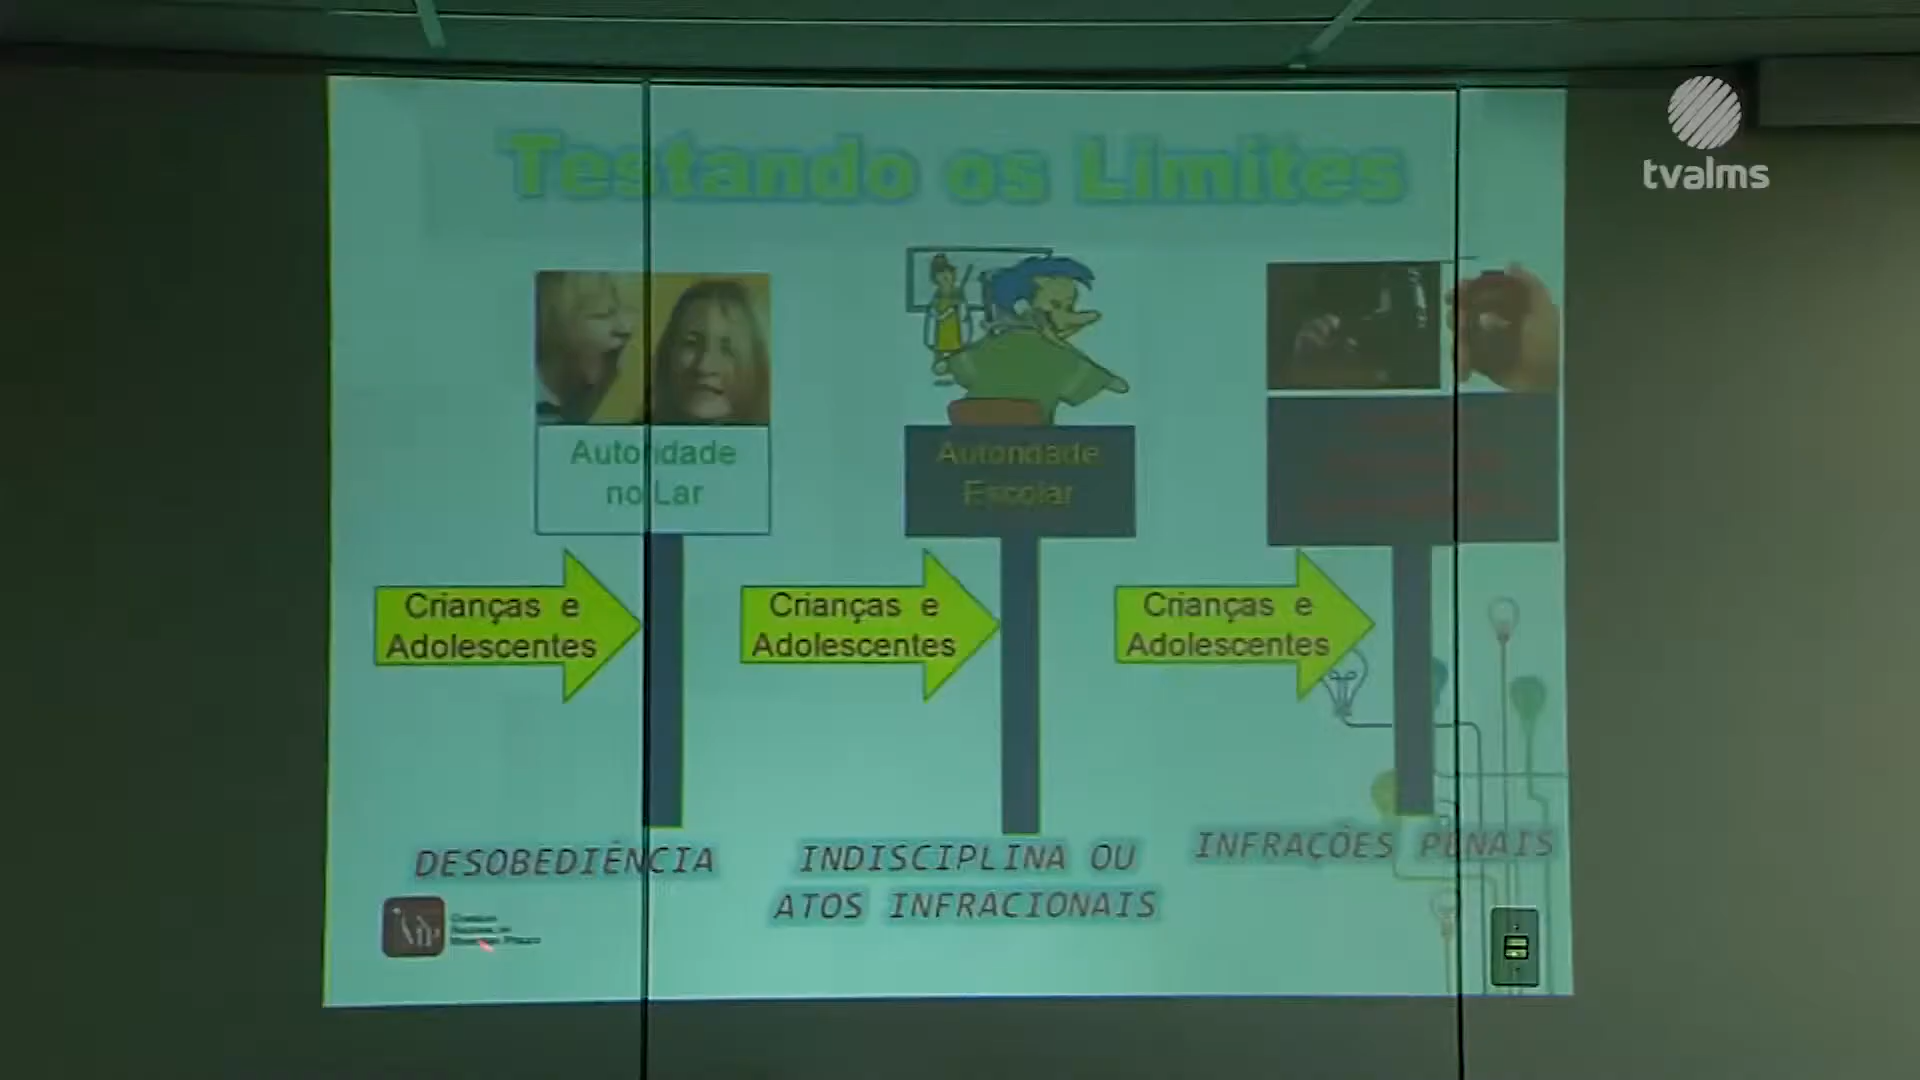 tvalms
Testando os Limites
Autoridade
no Lar
Autoridade
Escolar
Crianças e
Adolescentes
Crianças e
Adolescentes
Crianças e
Adolescentes
DESOBEDIÊNCIA
INDISCIPLINA OU
ATOS INFRACIONAIS
INFRAÇÕES PENAIS